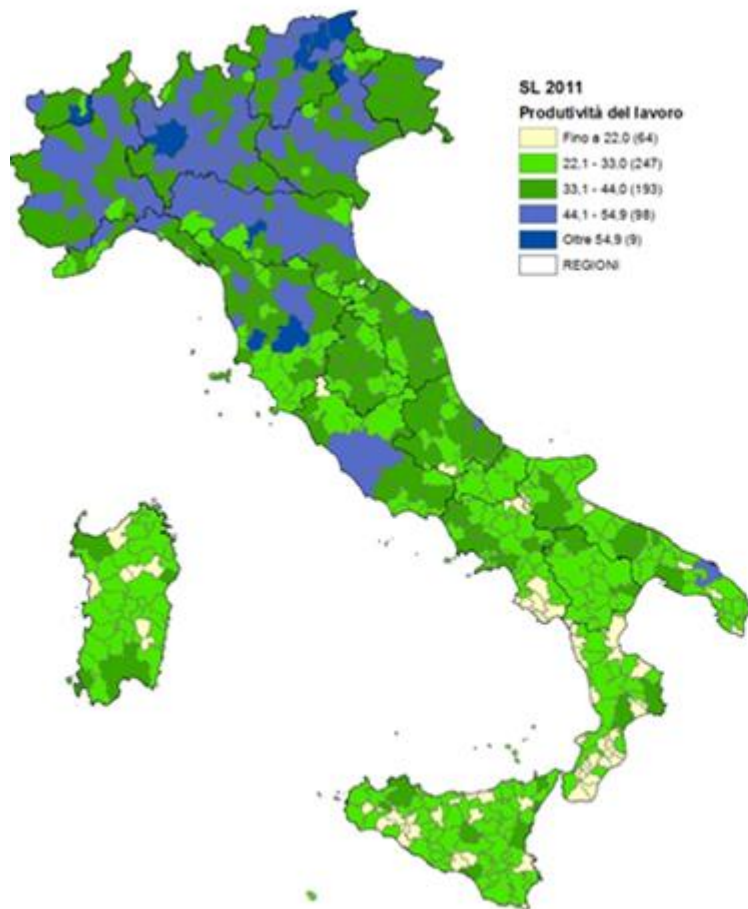 SL 2011
Produtività del lavoro
Fino a 22,0 (64)
22,1 - 33,0 (247)
33,1 - 44,0 (193)
44,1 - 54,9 (98)
Oltre 54,9 (9)
REGIONI